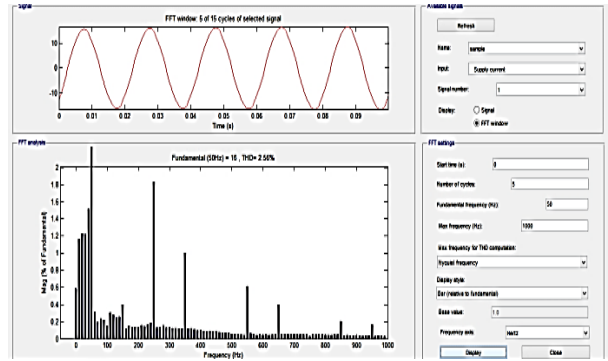 Signal
FFT window: 5 of 15 cycles of selected signal
10
0
-10
0 0.01 0.02 0.03 0.04 0.05 0.06 0.07 0.08 0.09
Time (s)
FFT analysis
Fundamental (50Hz) = 16 , THD= 2.56%
Mag (% of Fundamental)
2
1.8
1.6
1.4
1.2
1
0.8
0.6
0.4
0.2
0
0 100 200 300 400 500 600 700 800 900 1000
Frequency (Hz)
Available signals
Refresh
Name: sample
Input: Supply current
Signal number: 1
Display: Signal
FFT window
FFT settings
Start time (s): 0
Number of cycles: 5
Fundamental frequency (Hz): 50
Max frequency (Hz): 1000
Max frequency for THD computation:
Nyquist frequency
Display style:
Bar (relative to fundamental)
Base value: 1.0
Frequency axis: Hertz
Display Close